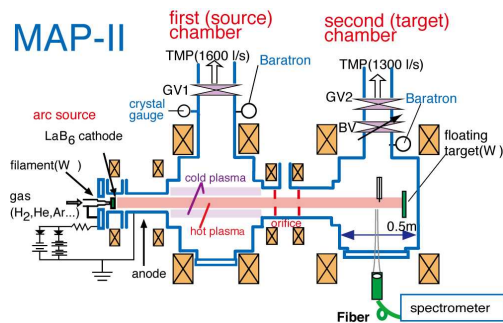 MAP-II
first (source)
chamber
second (target)
chamber
TMP(1600 l/s)
TMP(1300 l/s)
GV1
Baratron
GV2
Baratron
crystal
gauge
BV
arc source
LaB6 cathode
floating
target(W )
filament(W )
gas
(H2,He,Ar...)
cold plasma
hot plasma
orifice
0.5m
anode
Fiber
spectrometer